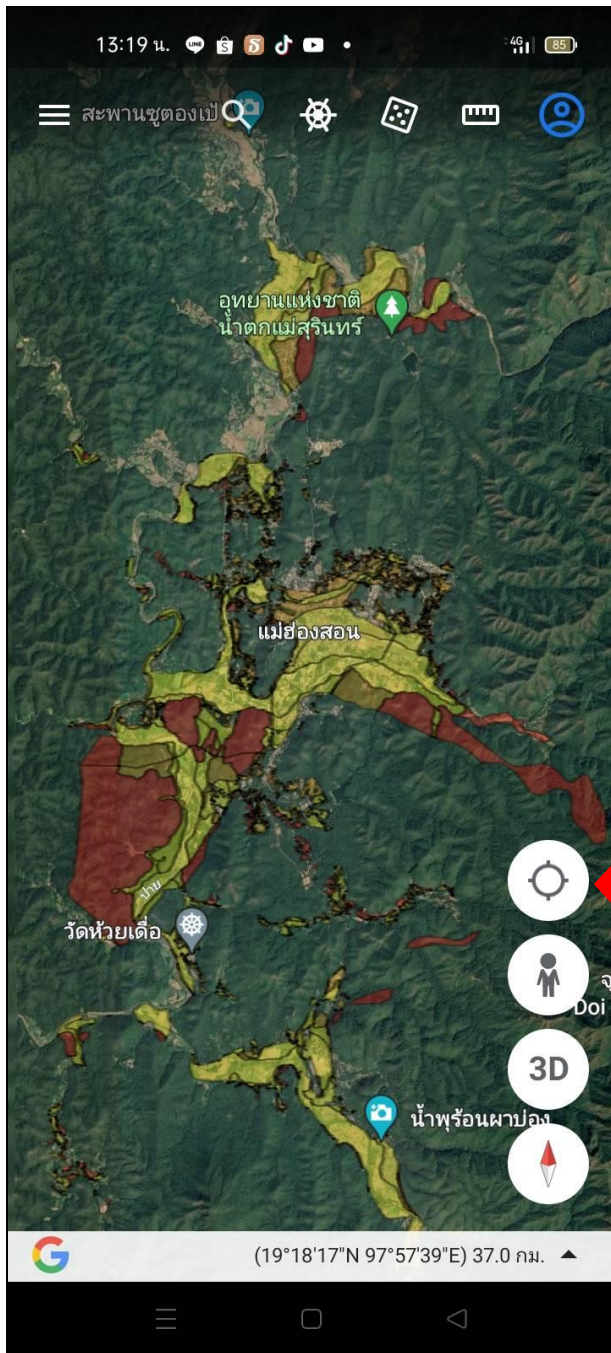 13:19 น.
4G
85
สะพานซูตองเป้
อุทยานแห่งชาติ
น้ำตกแม่สุรินทร์
แม่ฮ่องสอน
ปาย
วัดห้วยเดื่อ
Doi
3D
น้ำพุร้อนผาบ่อง
(19°18'17"N 97°57'39"E) 37.0 กม.